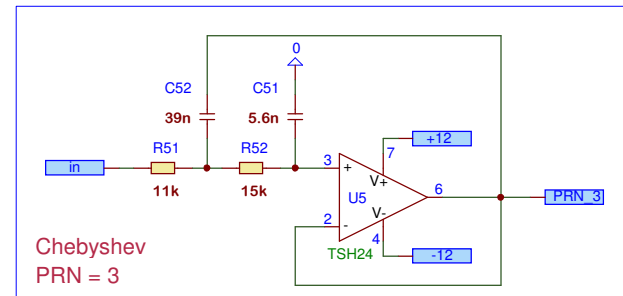 0
C52
C51
39n
5.6n
+12
R51
R52
7
in
3
+
V+
6
11k
15k
U5
PRN_3
2
V-
-
4
Chebyshev
TSH24
-12
PRN = 3